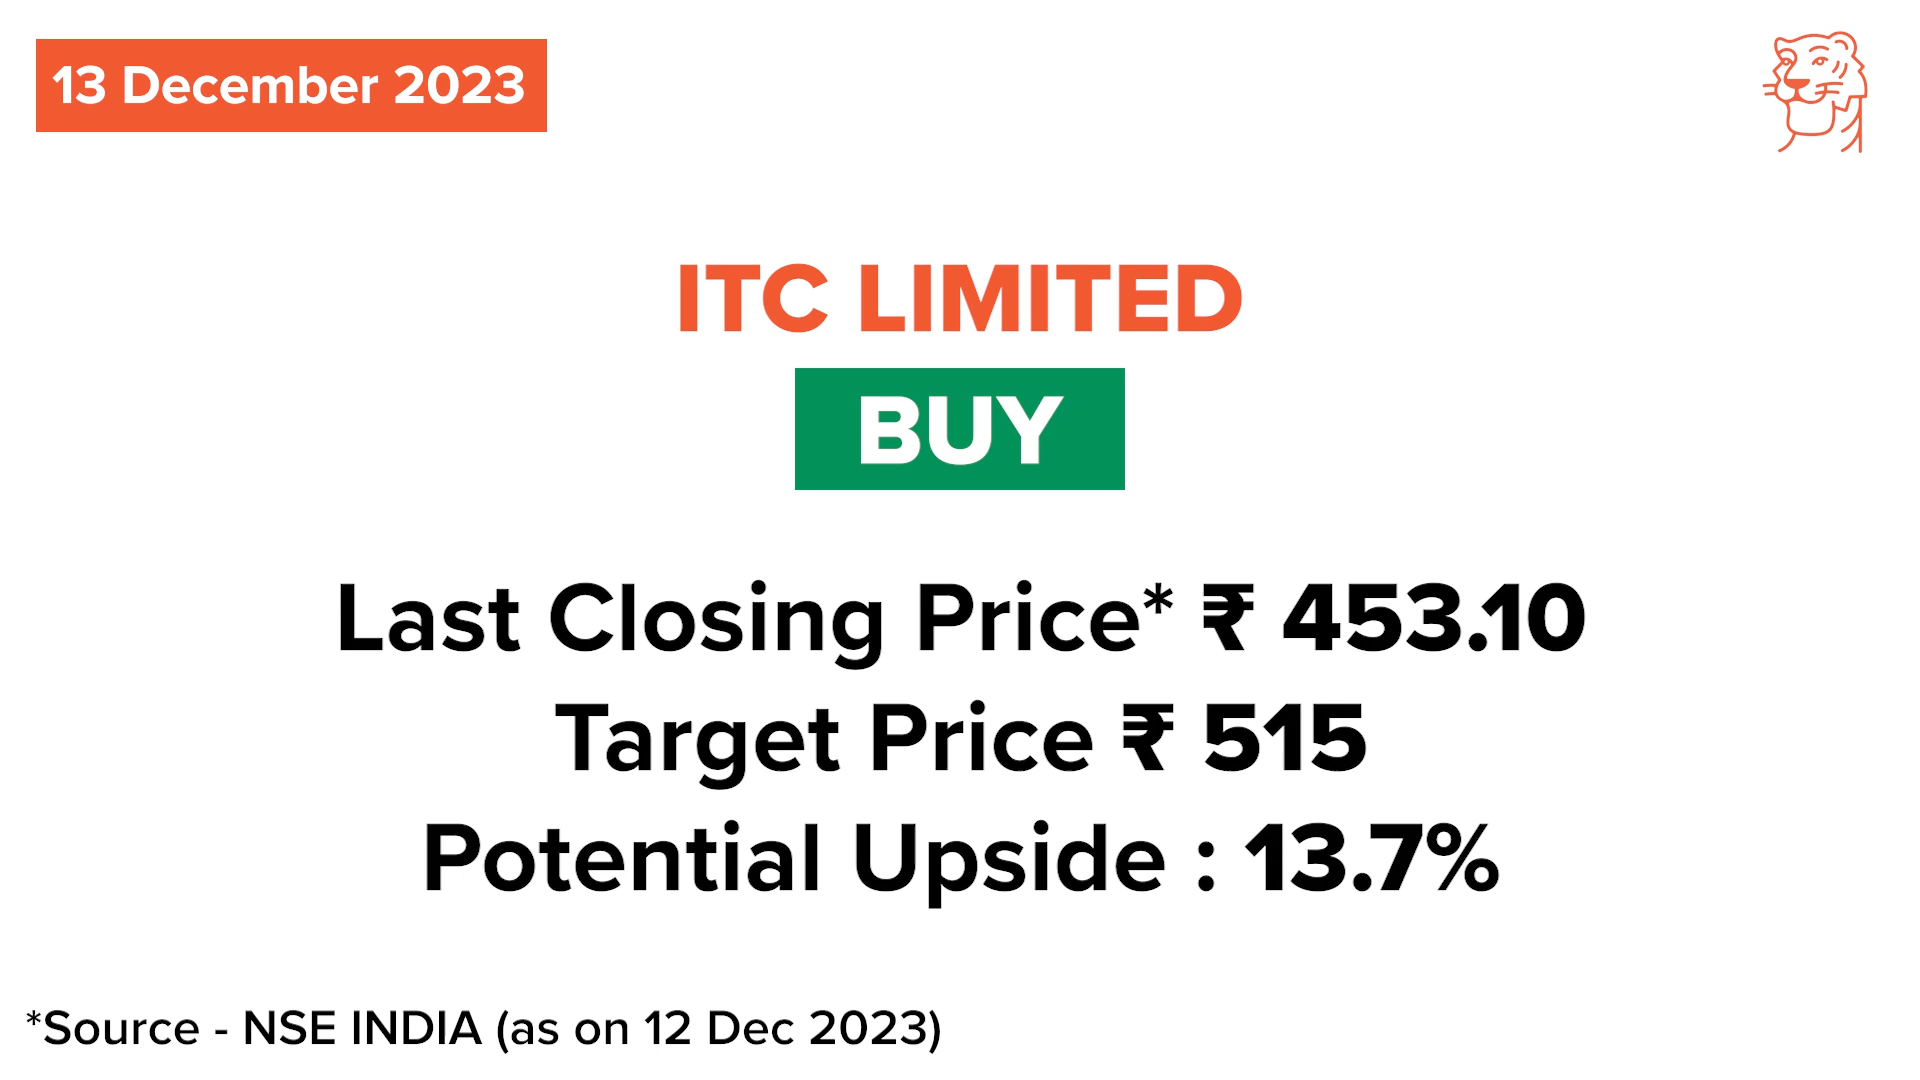 13 December 2023
ITC LIMITED
BUY
Last Closing Price* ₹ 453.10
Target Price ₹ 515
Potential Upside : 13.7%
*Source - NSE INDIA (as on 12 Dec 2023)